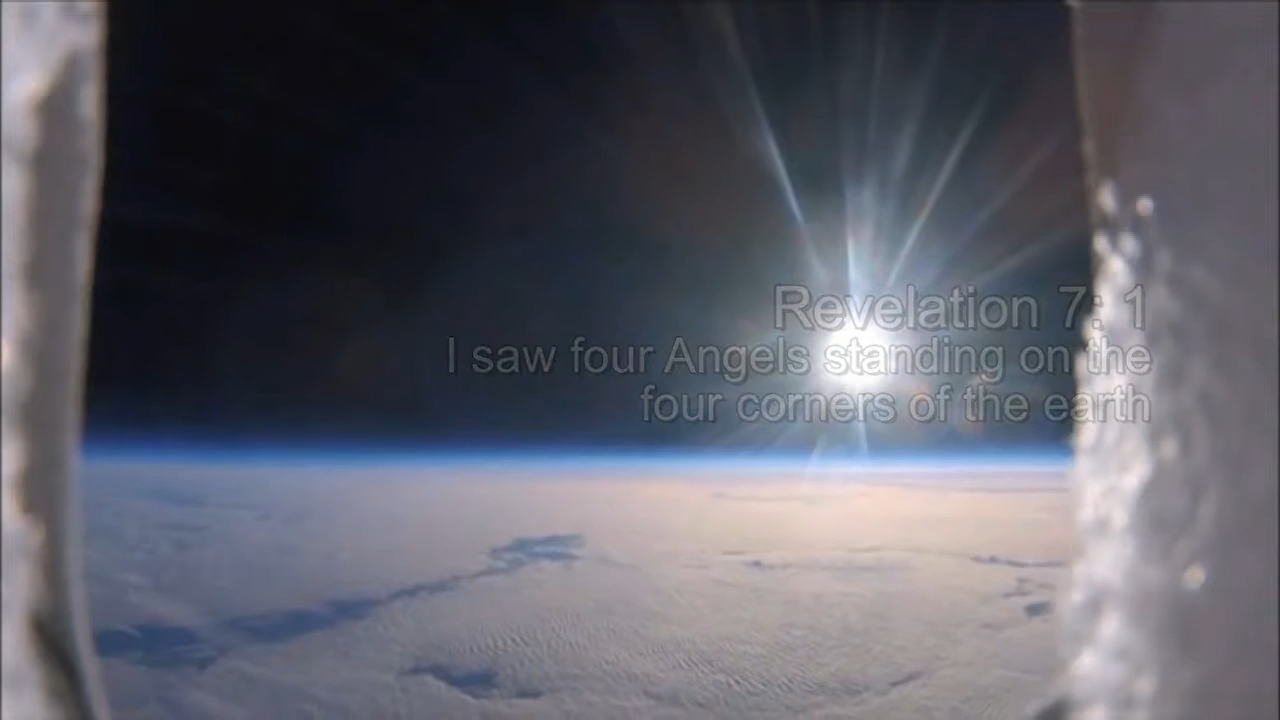 Revelation 7: 1
I saw four Angels standing on the
four corners of the earth